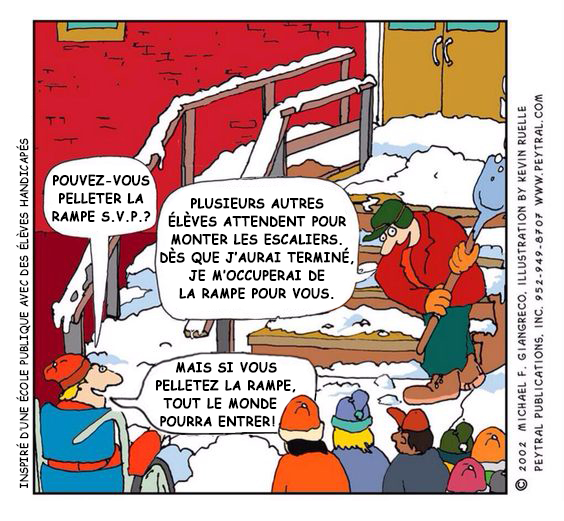 POUVEZ-VOUS
PELLETER LA
RAMPE S.V.P.?
PLUSIEURS AUTRES
ÉLÈVES ATTENDENT POUR
MONTER LES ESCALIERS.
DÈS QUE J'AURAI TERMINÉ,
JE M'OCCUPERAI DE
LA RAMPE POUR VOUS.
MAIS SI VOUS
PELLETEZ LA RAMPE,
TOUT LE MONDE
POURRA ENTRER!
INSPIRÉ D'UNE ÉCOLE PUBLIQUE AVEC DES ÉLÈVES HANDICAPÉS
© 2002 MICHAEL F. GIANGRECO, ILLUSTRATION BY KEVIN RUELLE
PEYTRAL PUBLICATIONS, INC. 952-949-8707 WWW.PEYTRAL.COM